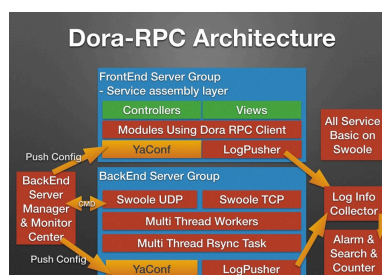 Dora-RPC Architecture
FrontEnd Server Group
- Service assembly layer
Controllers
Views
Modules Using Dora RPC Client
YaConf
LogPusher
All Service
Basic on
Swoole
Push Config
BackEnd Server Group
BackEnd
Server
Manager
& Monitor
Center
CMD
Swoole UDP
Swoole TCP
Multi Thread Workers
Multi Thread Rsync Task
Log Info
Collector
Push Config
YaConf
LogPusher
Alarm &
Search &
Counter